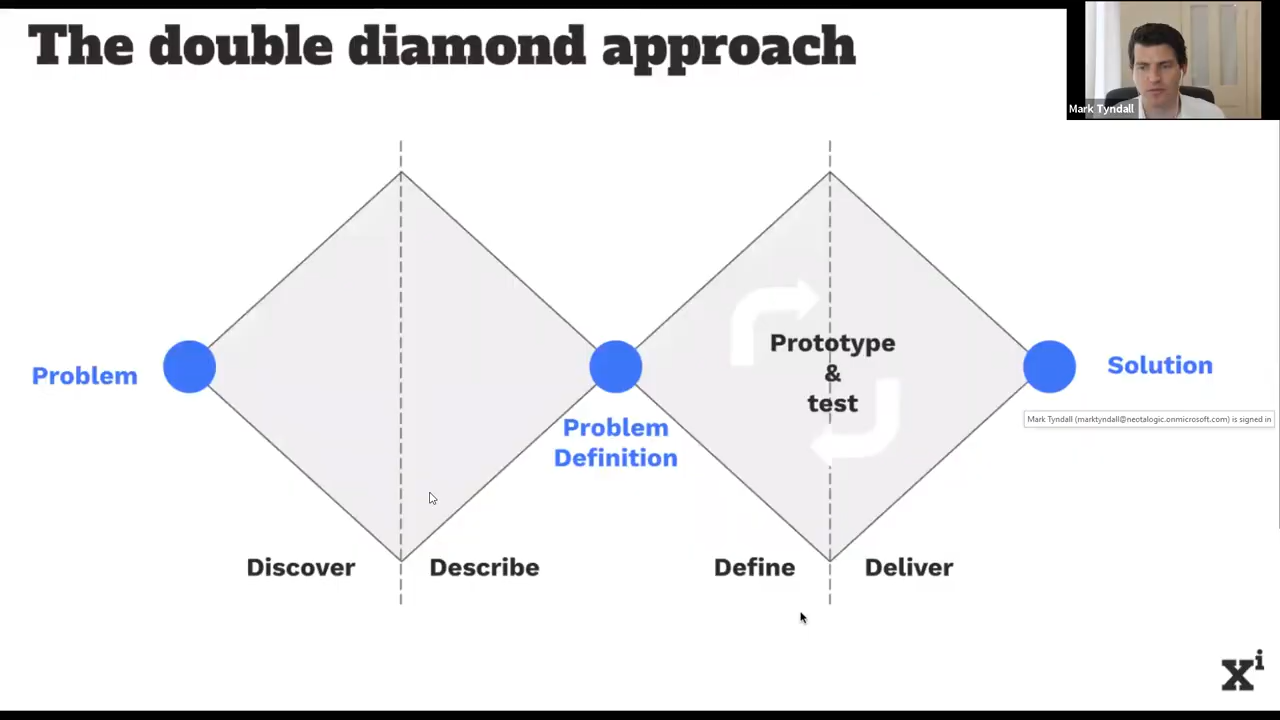 The double diamond approach
Mark Tyndall
Problem
Problem
Definition
Prototype
&
test
Solution
Mark Tyndall (marktyndall@neotalogic.onmicrosoft.com) is signed in
Discover
Describe
Define
Deliver
xⁱ